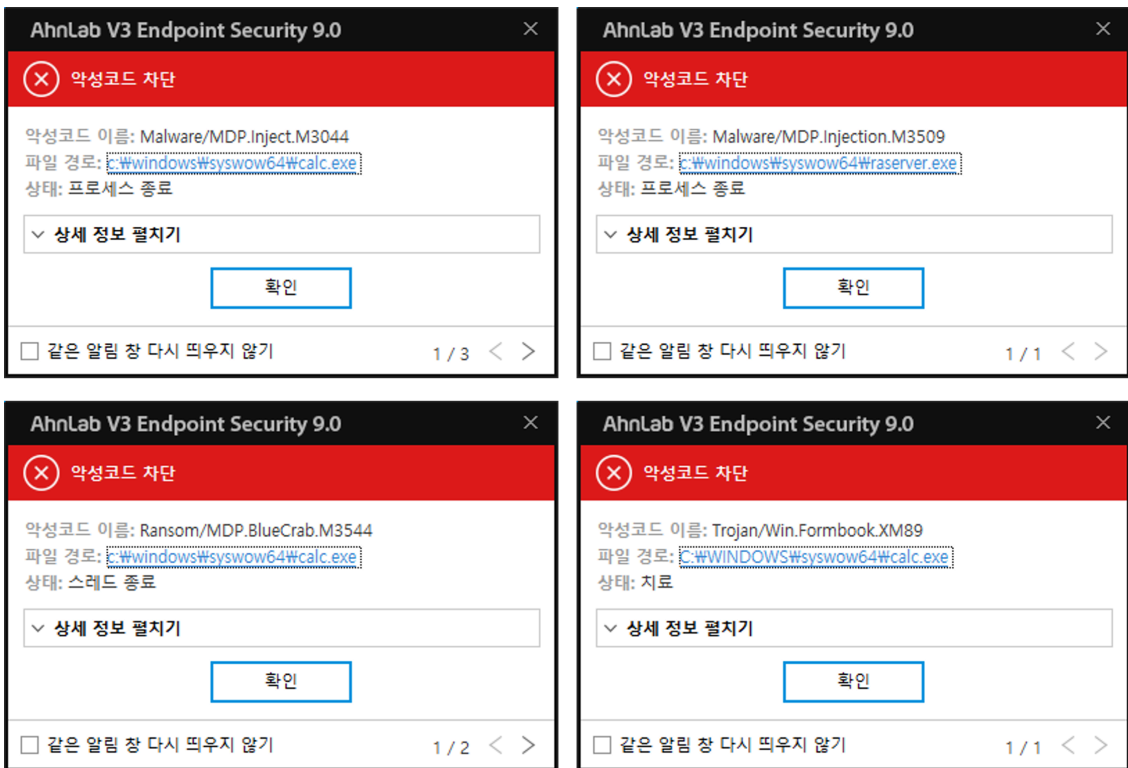 AhnLab V3 Endpoint Security 9.0
악성코드 차단
악성코드 이름: Malware/MDP.Inject.M3044
파일 경로: c:₩windows₩syswow64₩calc.exe
상태: 프로세스 종료
상세 정보 펼치기
확인
같은 알림 창 다시 띄우지 않기
1 / 3
AhnLab V3 Endpoint Security 9.0
악성코드 차단
악성코드 이름: Malware/MDP.Injection.M3509
파일 경로: c:₩windows₩syswow64₩raserver.exe
상태: 프로세스 종료
상세 정보 펼치기
확인
같은 알림 창 다시 띄우지 않기
1 / 1
AhnLab V3 Endpoint Security 9.0
악성코드 차단
악성코드 이름: Ransom/MDP.BlueCrab.M3544
파일 경로: c:₩windows₩syswow64₩calc.exe
상태: 스레드 종료
상세 정보 펼치기
확인
같은 알림 창 다시 띄우지 않기
1 / 2
AhnLab V3 Endpoint Security 9.0
악성코드 차단
악성코드 이름: Trojan/Win.Formbook.XM89
파일 경로: C:₩WINDOWS₩syswow64₩calc.exe
상태: 치료
상세 정보 펼치기
확인
같은 알림 창 다시 띄우지 않기
1 / 1